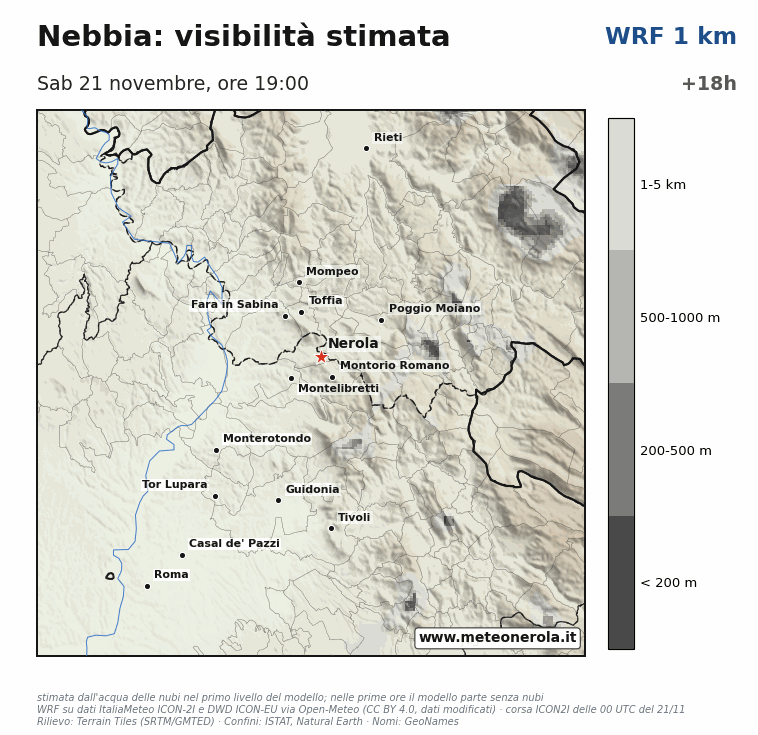 Nebbia: visibilità stimata
WRF 1 km
Sab 21 novembre, ore 19:00
+18h
Rieti
1-5 km
Mompeo
Fara in Sabina
Toffia
Poggio Moiano
500-1000 m
Nerola
Montorio Romano
Montelibretti
Monterotondo
200-500 m
Tor Lupara
Guidonia
Tivoli
Casal de' Pazzi
Roma
< 200 m
www.meteonerola.it
stimata dall'acqua delle nubi nel primo livello del modello; nelle prime ore il modello parte senza nubi
WRF su dati ItaliaMeteo ICON-2I e DWD ICON-EU via Open-Meteo (CC BY 4.0, dati modificati) · corsa ICON2I delle 00 UTC del 21/11
Rilievo: Terrain Tiles (SRTM/GMTED) · Confini: ISTAT, Natural Earth · Nomi: GeoNames